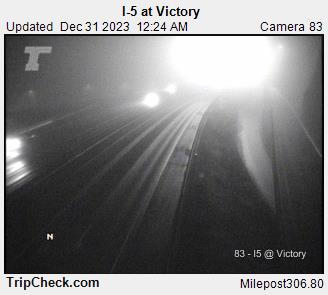 I-5 at Victory
Updated Dec 31 2023 12:24 AM Camera 83
T
N
83 - I5 @ Victory
TripCheck.com Milepost306.80